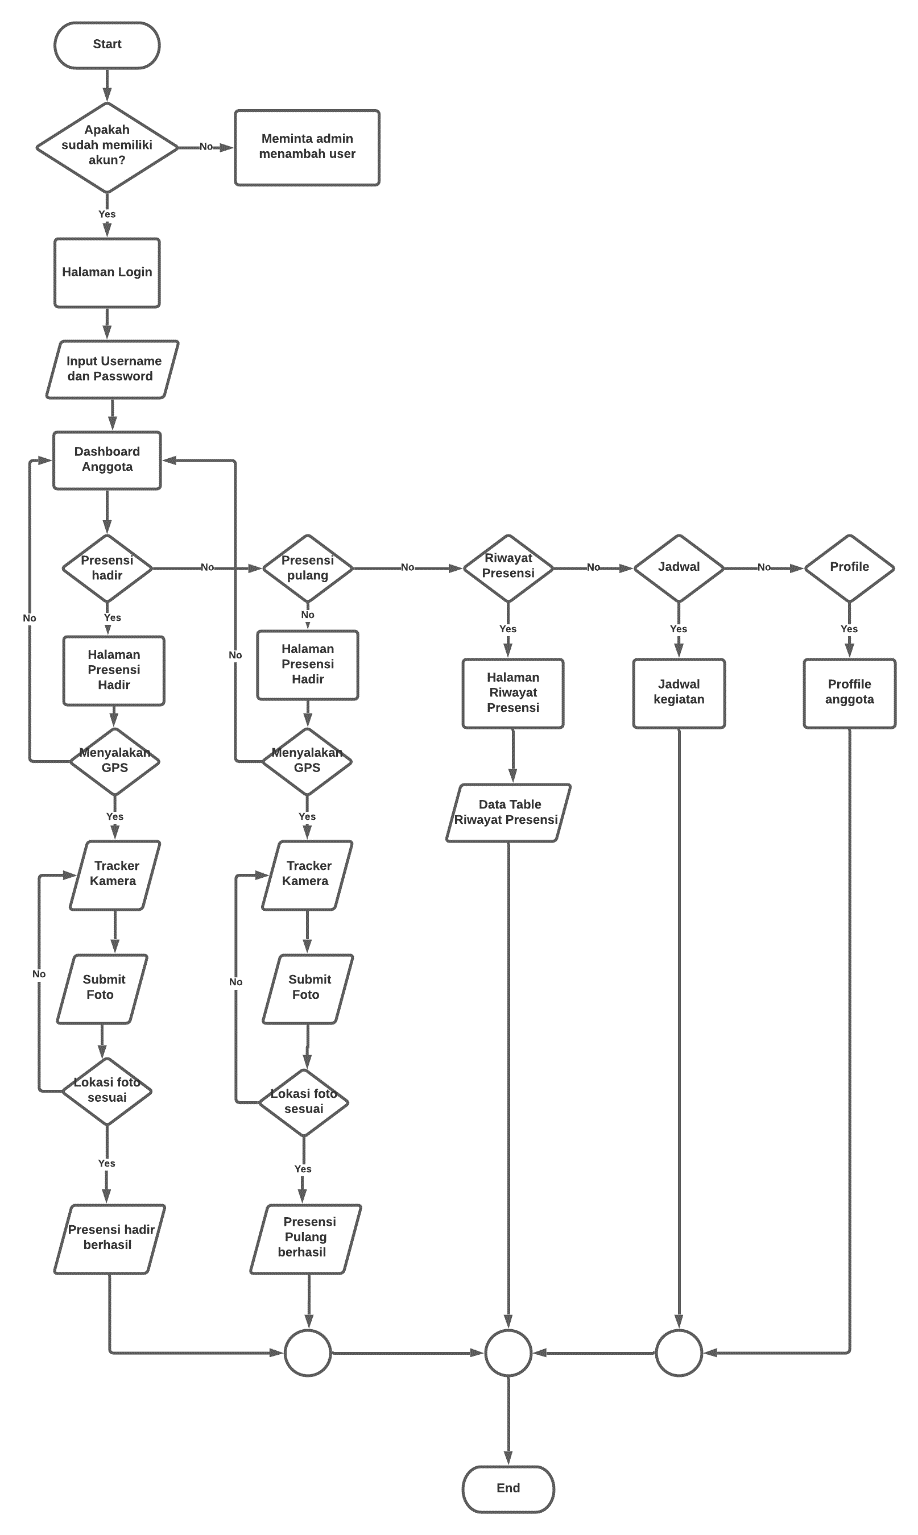 Start
Apakah
sudah memiliki
akun?
No
Meminta admin
menambah user
Yes
Halaman Login
Input Username
dan Password
Dashboard
Anggota
Presensi
hadir
No
Presensi
pulang
No
Riwayat
Presensi
No
Jadwal
No
Profile
Yes
No
Yes
Yes
Yes
No
No
Halaman
Presensi
Hadir
Halaman
Presensi
Hadir
Halaman
Riwayat
Presensi
Jadwal
kegiatan
Proffile
anggota
Menyalakan
GPS
Menyalakan
GPS
Data Table
Riwayat Presensi
Yes
Yes
Tracker
Kamera
Tracker
Kamera
No
No
Submit
Foto
Submit
Foto
Lokasi foto
sesuai
Lokasi foto
sesuai
Yes
Yes
Presensi hadir
berhasil
Presensi
Pulang
berhasil
End